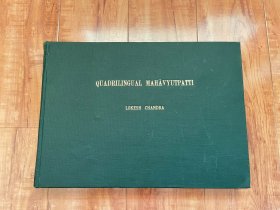 QUADRILINGUAL MAHĀVYUTPATTI
LOKESH CHANDRA